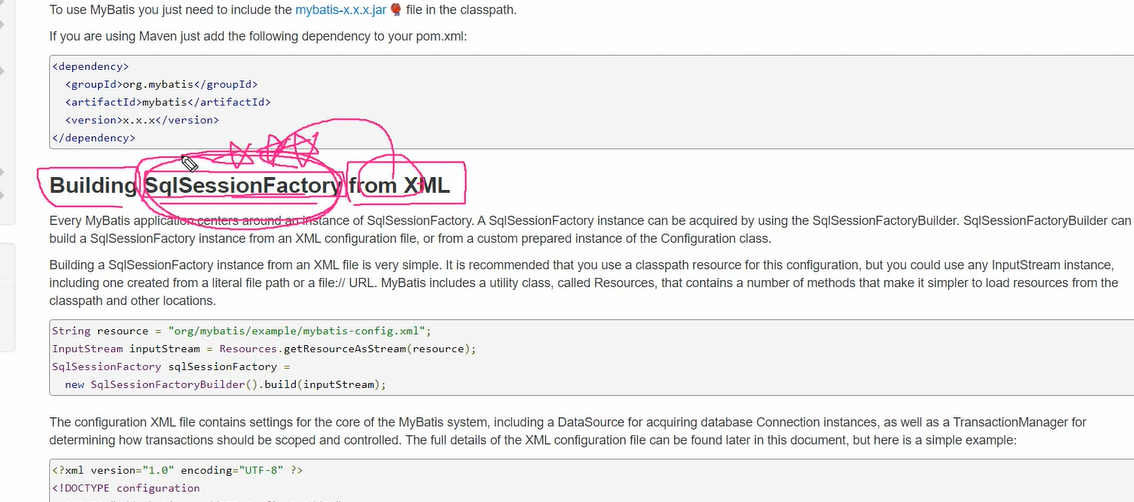 To use MyBatis you just need to include the mybatis-x.x.x.jar file in the classpath.
If you are using Maven just add the following dependency to your pom.xml:
<dependency>
  <groupId>org.mybatis</groupId>
  <artifactId>mybatis</artifactId>
  <version>x.x.x</version>
</dependency>
Building SqlSessionFactory from XML
Every MyBatis application centers around an instance of SqlSessionFactory. A SqlSessionFactory instance can be acquired by using the SqlSessionFactoryBuilder. SqlSessionFactoryBuilder can
build a SqlSessionFactory instance from an XML configuration file, or from a custom prepared instance of the Configuration class.
Building a SqlSessionFactory instance from an XML file is very simple. It is recommended that you use a classpath resource for this configuration, but you could use any InputStream instance,
including one created from a literal file path or a file:// URL. MyBatis includes a utility class, called Resources, that contains a number of methods that make it simpler to load resources from the
classpath and other locations.
String resource = "org/mybatis/example/mybatis-config.xml";
InputStream inputStream = Resources.getResourceAsStream(resource);
SqlSessionFactory sqlSessionFactory =
  new SqlSessionFactoryBuilder().build(inputStream);
The configuration XML file contains settings for the core of the MyBatis system, including a DataSource for acquiring database Connection instances, as well as a TransactionManager for
determining how transactions should be scoped and controlled. The full details of the XML configuration file can be found later in this document, but here is a simple example:
<?xml version="1.0" encoding="UTF-8" ?>
<!DOCTYPE configuration